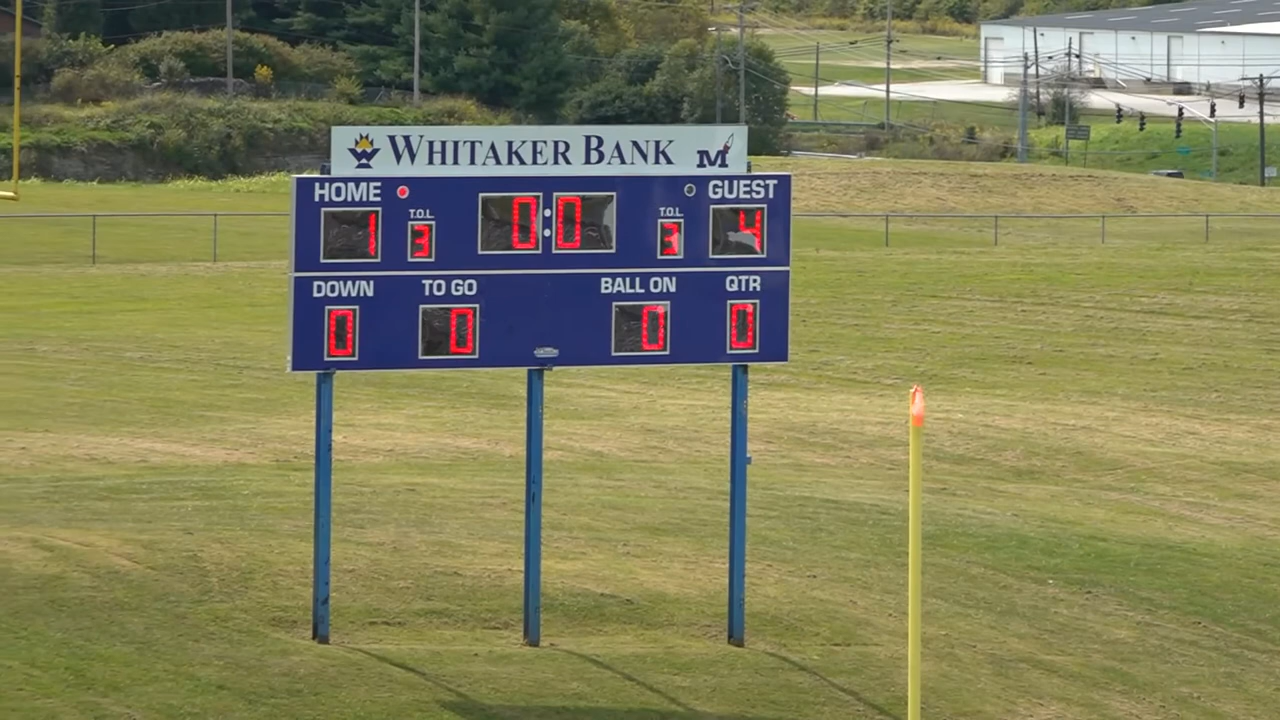 WHITAKER BANK M
HOME GUEST
T.O.L. T.O.L.
1 3 0:0 3 4
DOWN TO GO BALL ON QTR
0 0 0 0